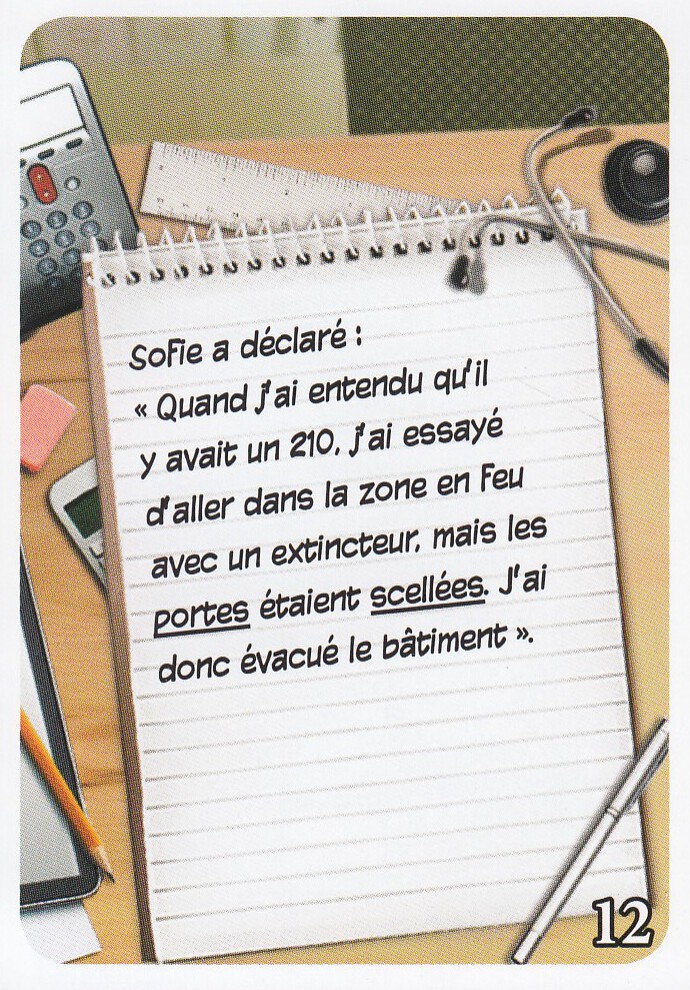 Sofie a déclaré :
« Quand j'ai entendu qu'il
y avait un 210, j'ai essayé
d'aller dans la zone en feu
avec un extincteur, mais les
portes étaient scellées. J'ai
donc évacué le bâtiment ».
12